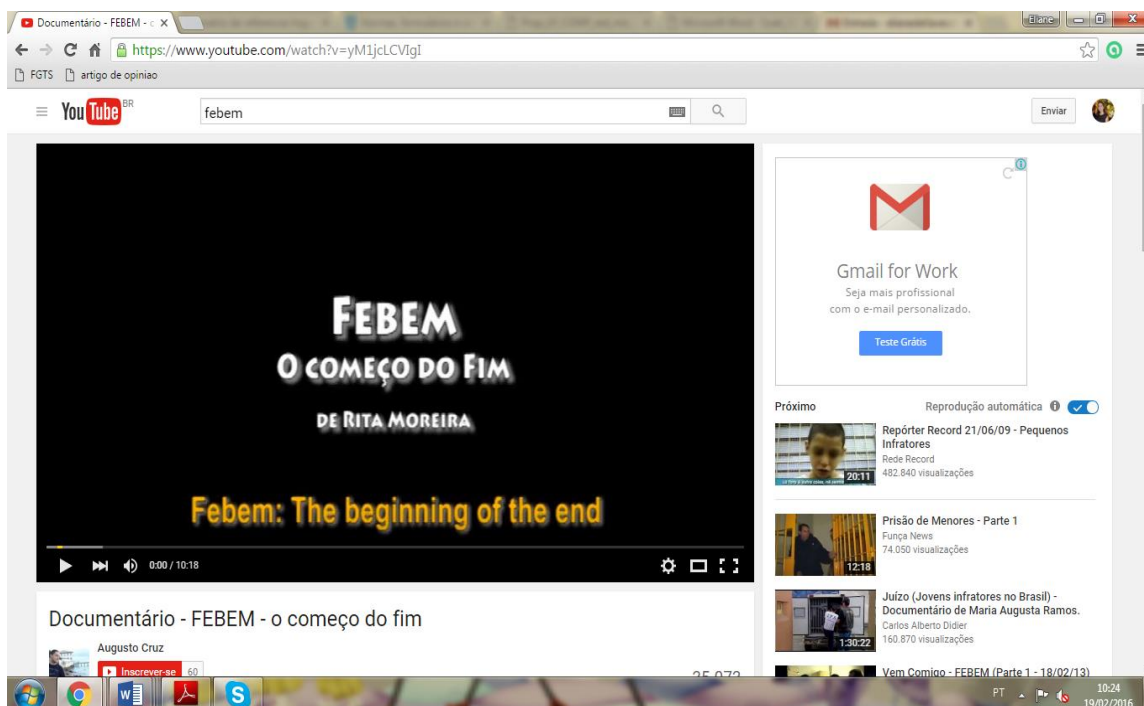 Documentário - FEBEM - c
Eliane
https://www.youtube.com/watch?v=yM1jcLCVIgI
FGTS artigo de opiniao
YouTube BR
febem
Enviar
FEBEM
O COMEÇO DO FIM
DE RITA MOREIRA
Febem: The beginning of the end
0:00 / 10:18
Documentário - FEBEM - o começo do fim
Augusto Cruz
Inscrever-se 60
25.072
Gmail for Work
Seja mais profissional
com o e-mail personalizado.
Teste Grátis
Próximo
Reprodução automática
Repórter Record 21/06/09 - Pequenos
Infratores
Rede Record
482.840 visualizações
20:11
Prisão de Menores - Parte 1
Funça News
74.050 visualizações
12:18
Juízo (Jovens infratores no Brasil) -
Documentário de Maria Augusta Ramos.
Carlos Alberto Didier
160.870 visualizações
1:30:22
Vem Comigo - FEBEM (Parte 1 - 18/02/13)
PT
10:24
19/02/2016